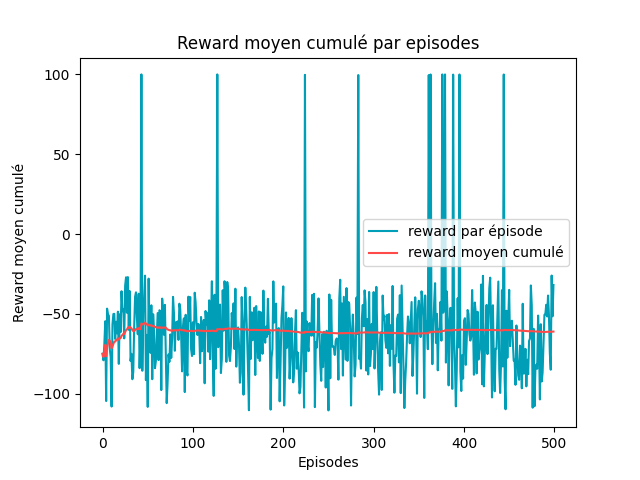 Reward moyen cumulé par episodes
Reward moyen cumulé
100
50
0
−50
−100
reward par épisode
reward moyen cumulé
0
100
200
300
400
500
Episodes